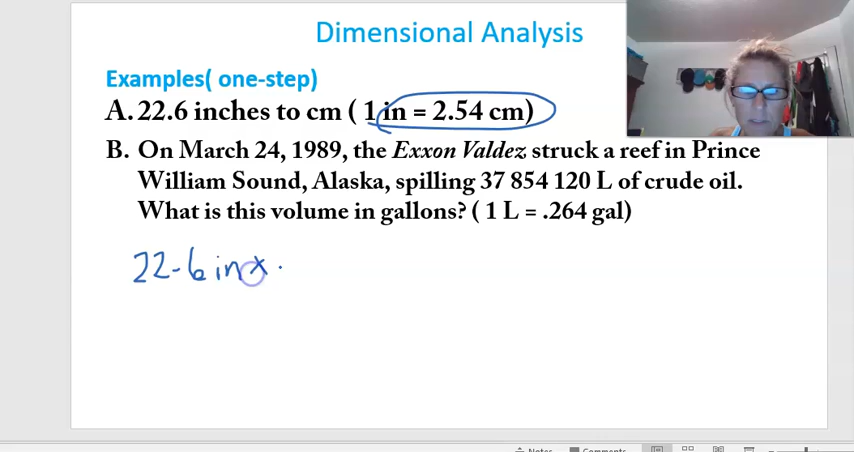 Dimensional Analysis
Examples( one-step)
A. 22.6 inches to cm ( 1 in = 2.54 cm)
B. On March 24, 1989, the Exxon Valdez struck a reef in Prince
William Sound, Alaska, spilling 37 854 120 L of crude oil.
What is this volume in gallons? ( 1 L = .264 gal)
22.6 in x
Notes
Comments